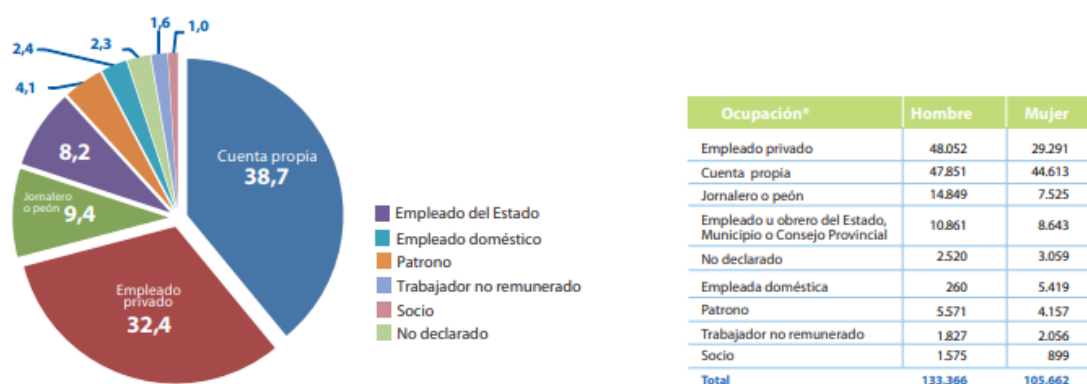 1,6
1,0
2,3
2,4
4,1
8,2
Cuenta propia
38,7
Jornalero
o peón 9,4
Empleado
privado
32,4
Empleado del Estado
Empleado doméstico
Patrono
Trabajador no remunerado
Socio
No declarado
Ocupación* Hombre Mujer
Empleado privado 48.052 29.291
Cuenta propia 47.851 44.613
Jornalero o peón 14.849 7.525
Empleado u obrero del Estado,
Municipio o Consejo Provincial 10.861 8.643
No declarado 2.520 3.059
Empleada doméstica 260 5.419
Patrono 5.571 4.157
Trabajador no remunerado 1.827 2.056
Socio 1.575 899
Total 133.366 105.662